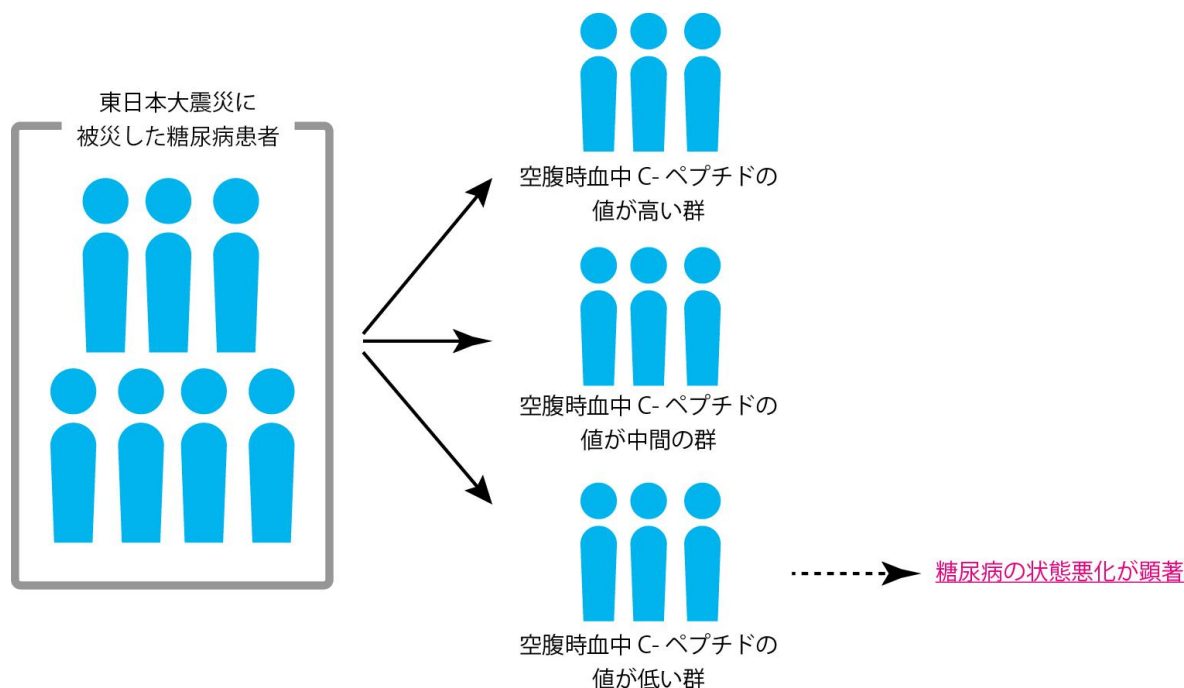 東日本大震災に
被災した糖尿病患者
空腹時血中 C- ペプチドの
値が高い群
空腹時血中 C- ペプチドの
値が中間の群
空腹時血中 C- ペプチドの
値が低い群
糖尿病の状態悪化が顕著